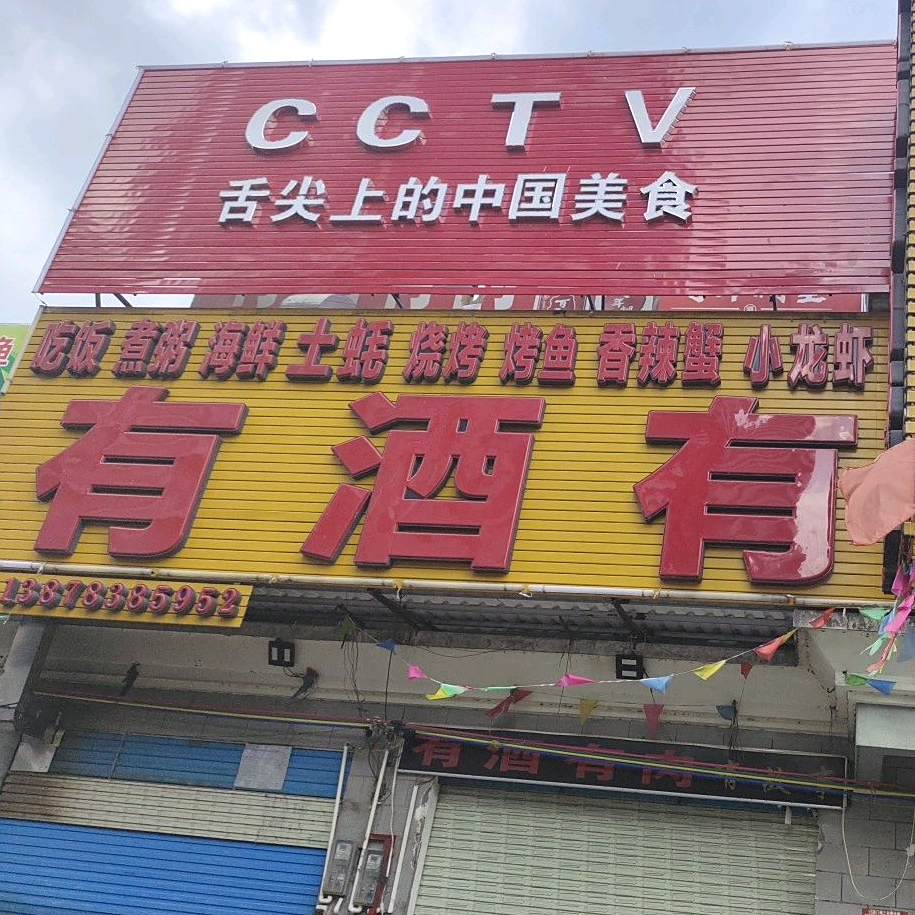 CCTV
舌尖上的中国美食
吃饭 煮粥 海鲜 土蚝 烧烤 烤鱼 香辣蟹 小龙虾
有酒有
13878385952
有酒有肉